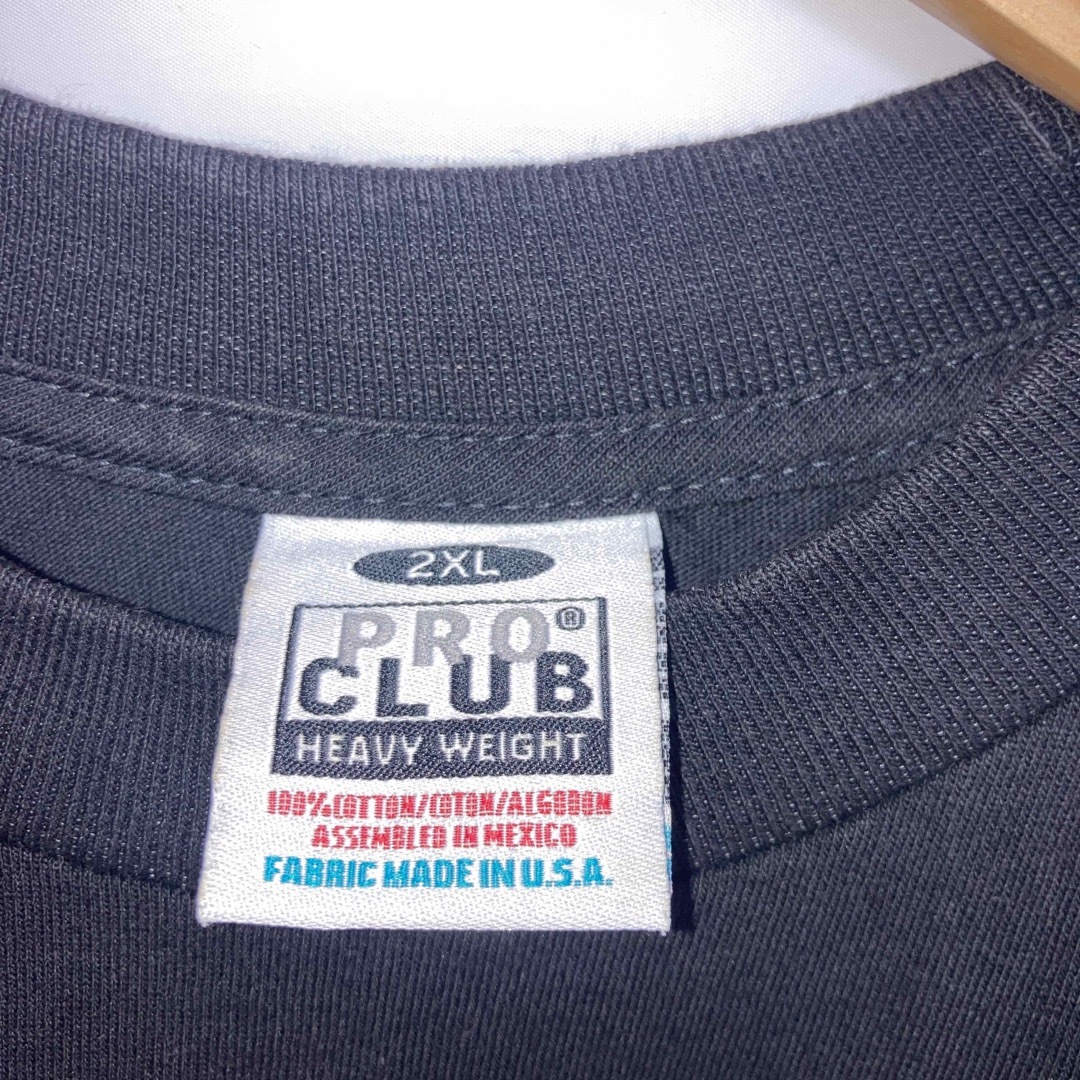 2XL
PRO®
CLUB
HEAVY WEIGHT
100% COTTON/COTON/ALGODON
ASSEMBLED IN MEXICO
FABRIC MADE IN U.S.A.